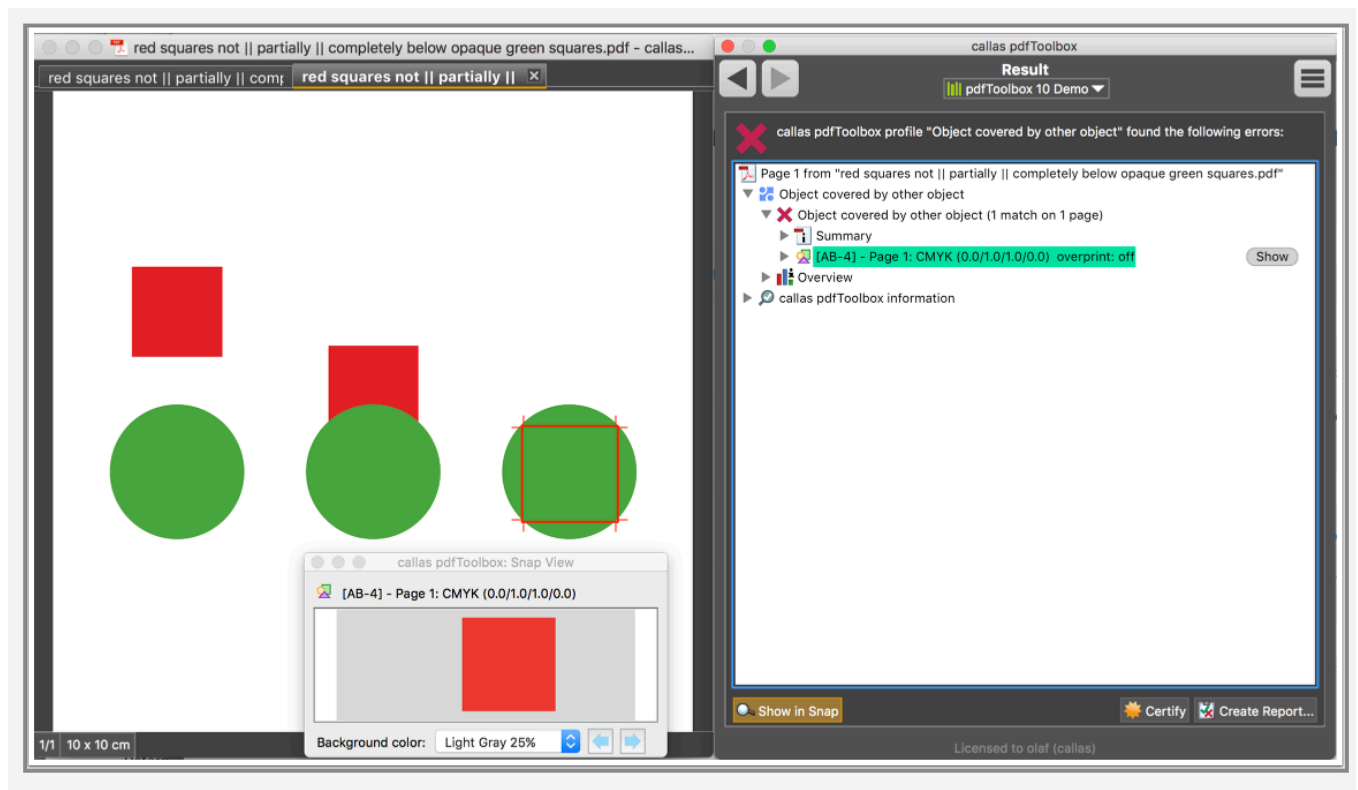 red squares not || partially || completely below opaque green squares.pdf - callas...
red squares not || partially || comp
red squares not || partially ||
1/1 10 x 10 cm
callas pdfToolbox: Snap View
[AB-4] - Page 1: CMYK (0.0/1.0/1.0/0.0)
Background color: Light Gray 25%
callas pdfToolbox
Result
pdfToolbox 10 Demo
callas pdfToolbox profile "Object covered by other object" found the following errors:
Page 1 from "red squares not || partially || completely below opaque green squares.pdf"
Object covered by other object
Object covered by other object (1 match on 1 page)
Summary
[AB-4] - Page 1: CMYK (0.0/1.0/1.0/0.0) overprint: off Show
Overview
callas pdfToolbox information
Show in Snap Certify Create Report...
Licensed to olaf (callas)